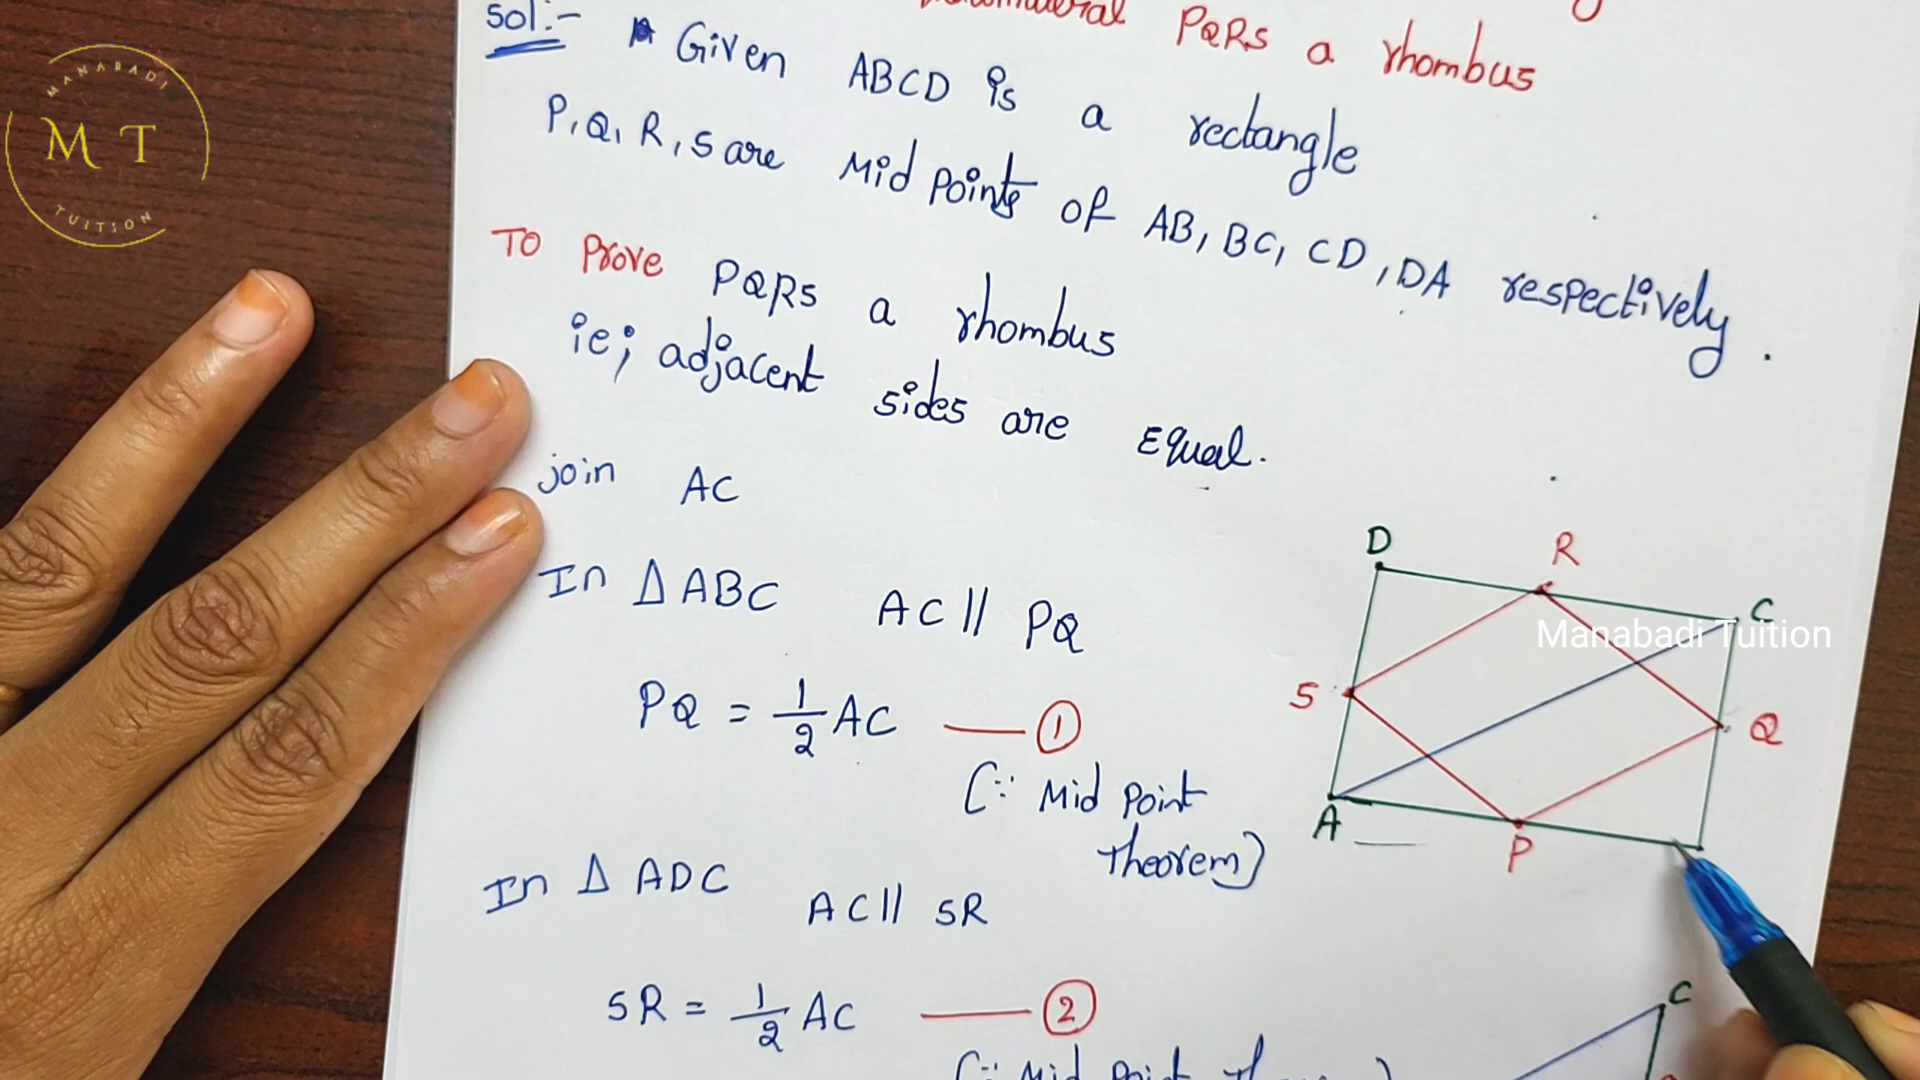 MANABADI
M T
TUITION
PQRS a rhombus
Sol:-
Given ABCD is a rectangle
P, Q, R, S are Mid Points of AB, BC, CD, DA respectively.
To Prove PQRS a rhombus
ie; adjacent sides are Equal.
join AC
In Δ ABC AC // PQ
PQ = 1/2 AC —— ①
(∵ Mid Point
Theorem)
In Δ ADC AC // SR
SR = 1/2 AC —— ②
(∵ Mid Point
D
R
C
Manabadi Tuition
S
Q
A
P
C